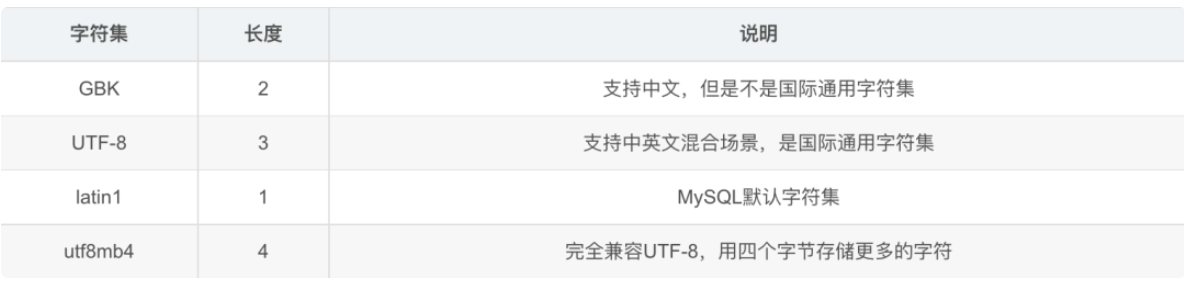 字符集 长度 说明
GBK 2 支持中文，但是不是国际通用字符集
UTF-8 3 支持中英文混合场景，是国际通用字符集
latin1 1 MySQL默认字符集
utf8mb4 4 完全兼容UTF-8，用四个字节存储更多的字符